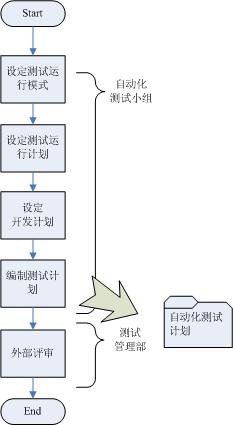 Start
设定测试运
行模式
自动化
测试小组
设定测试运
行计划
设定
开发计划
编制测试计
划
自动化测试
计划
测试
管理部
外部评审
End